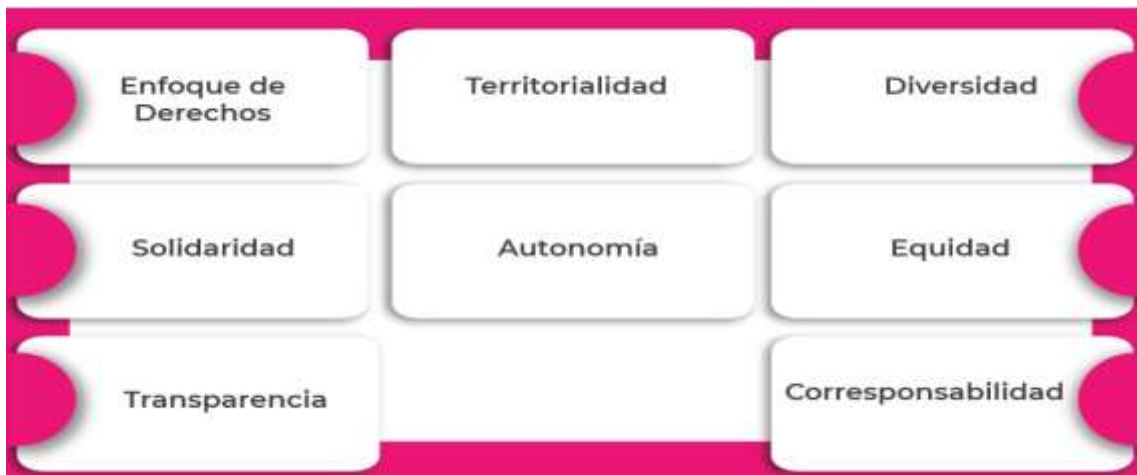 Enfoque de
Derechos
Territorialidad
Diversidad
Solidaridad
Autonomía
Equidad
Transparencia
Corresponsabilidad